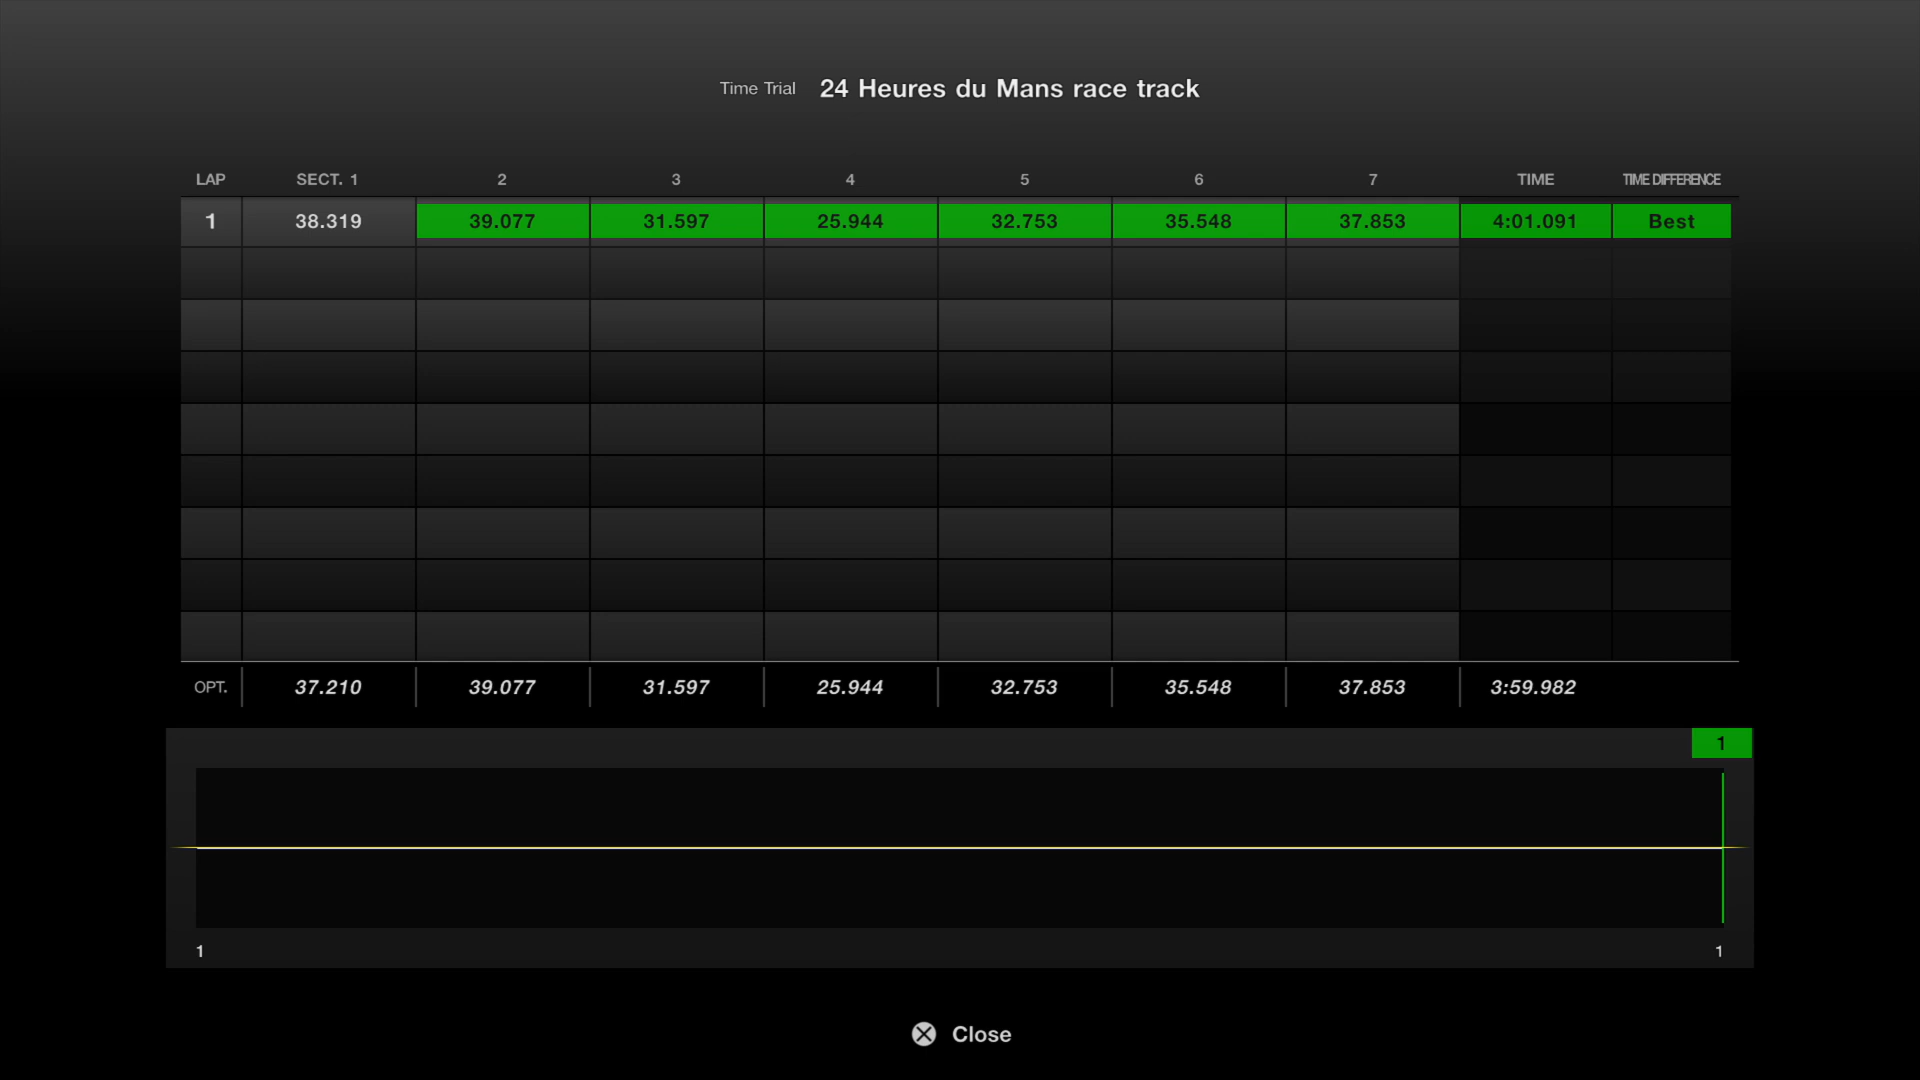 Time Trial 24 Heures du Mans race track
LAP SECT. 1 2 3 4 5 6 7 TIME TIME DIFFERENCE
1 38.319 39.077 31.597 25.944 32.753 35.548 37.853 4:01.091 Best
OPT. 37.210 39.077 31.597 25.944 32.753 35.548 37.853 3:59.982
1
1 1
Close